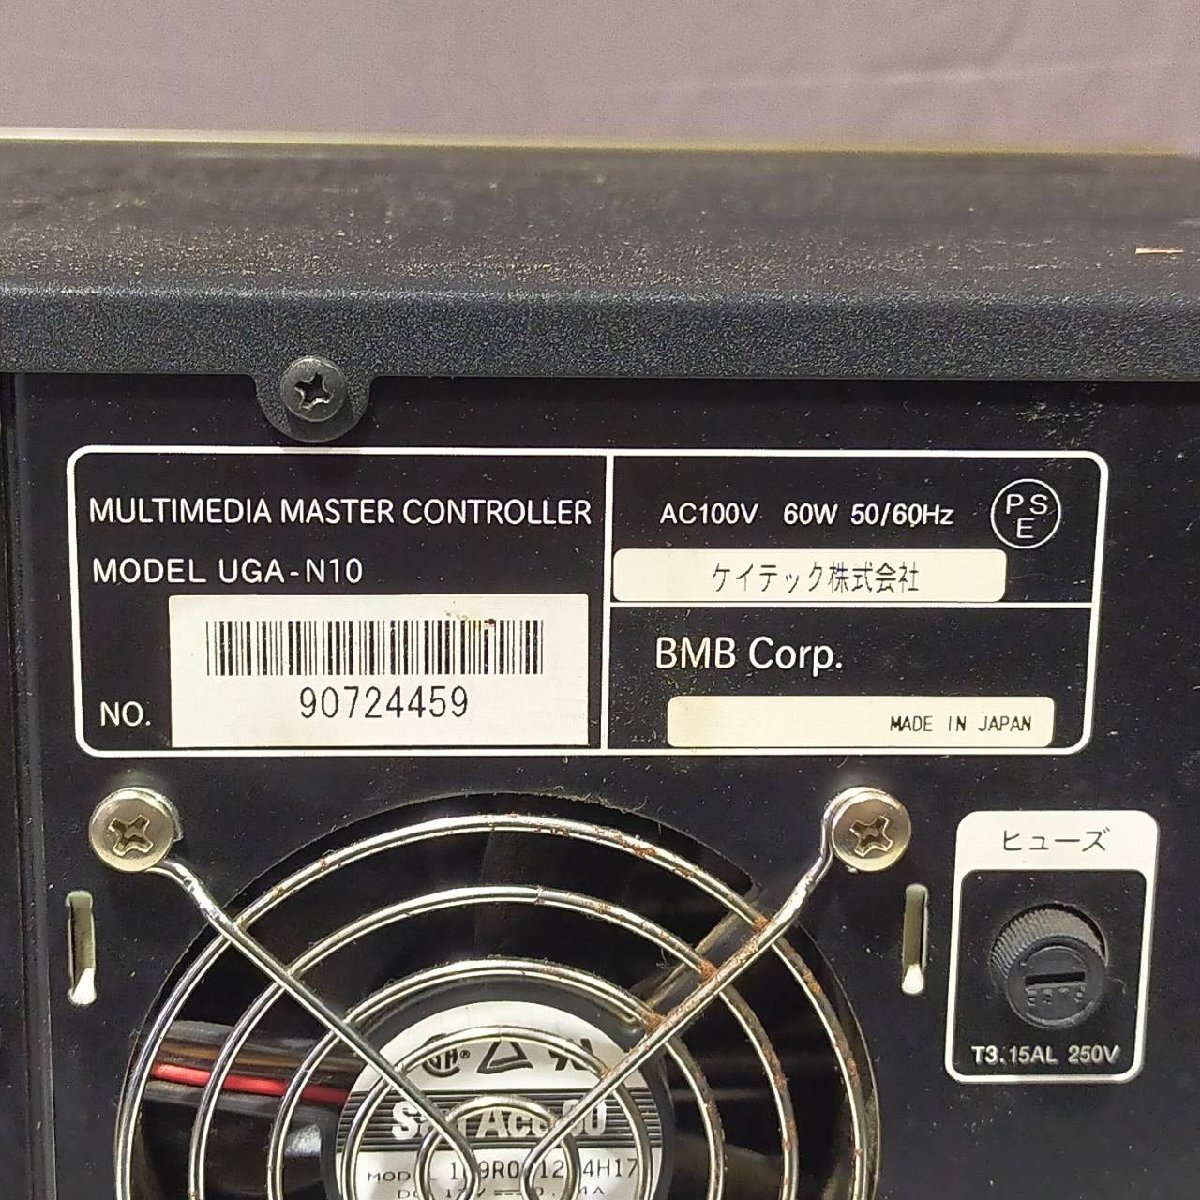 MULTIMEDIA MASTER CONTROLLER
MODEL UGA-N10
NO.
90724459
AC100V 60W 50/60Hz
PS
E
ケイテック株式会社
BMB Corp.
MADE IN JAPAN
ヒューズ
T3.15AL 250V